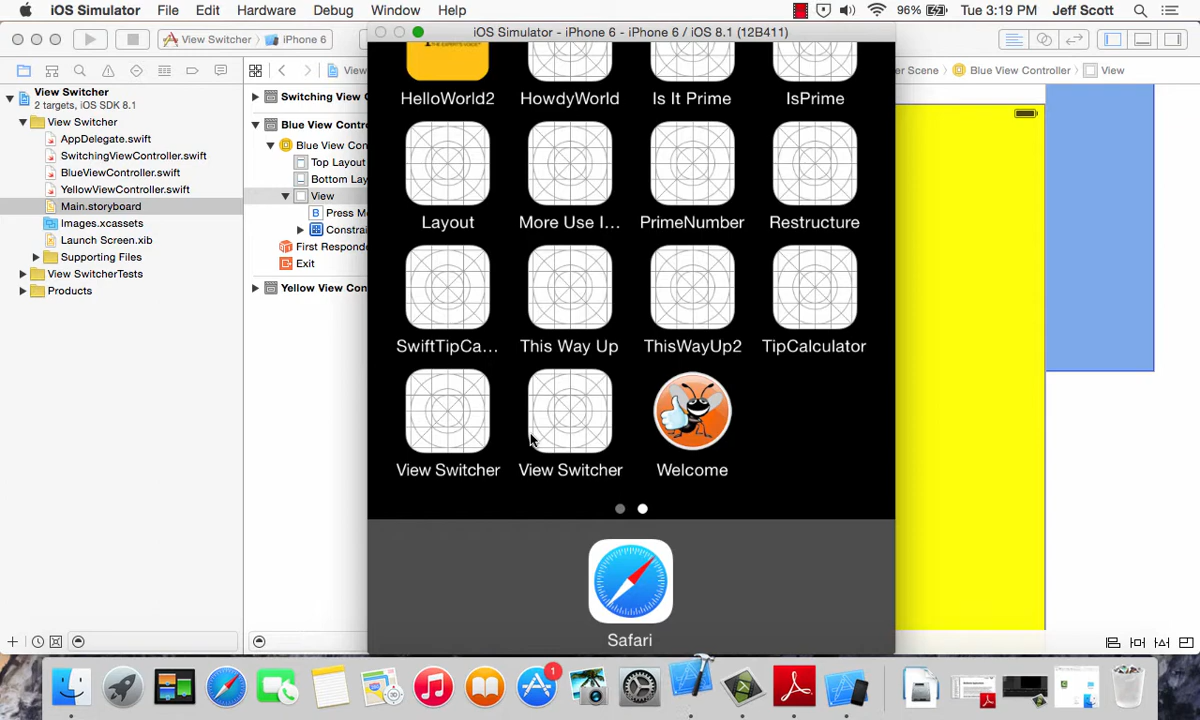 iOS Simulator File Edit Hardware Debug Window Help 96% Tue 3:19 PM Jeff Scott
iOS Simulator - iPhone 6 - iPhone 6 / iOS 8.1 (12B411)
View Switcher iPhone 6
View
er Scene Blue View Controller View
View Switcher
2 targets, iOS SDK 8.1
View Switcher
AppDelegate.swift
SwitchingViewController.swift
BlueViewController.swift
YellowViewController.swift
Main.storyboard
Images.xcassets
Launch Screen.xib
Supporting Files
View SwitcherTests
Products
Switching View C
Blue View Contro
Blue View Con
Top Layout
Bottom Lay
View
B Press M
Constrai
First Respond
Exit
Yellow View Con
HelloWorld2 HowdyWorld Is It Prime IsPrime
Layout More Use I... PrimeNumber Restructure
SwiftTipCa... This Way Up ThisWayUp2 TipCalculator
View Switcher View Switcher Welcome
Safari
1